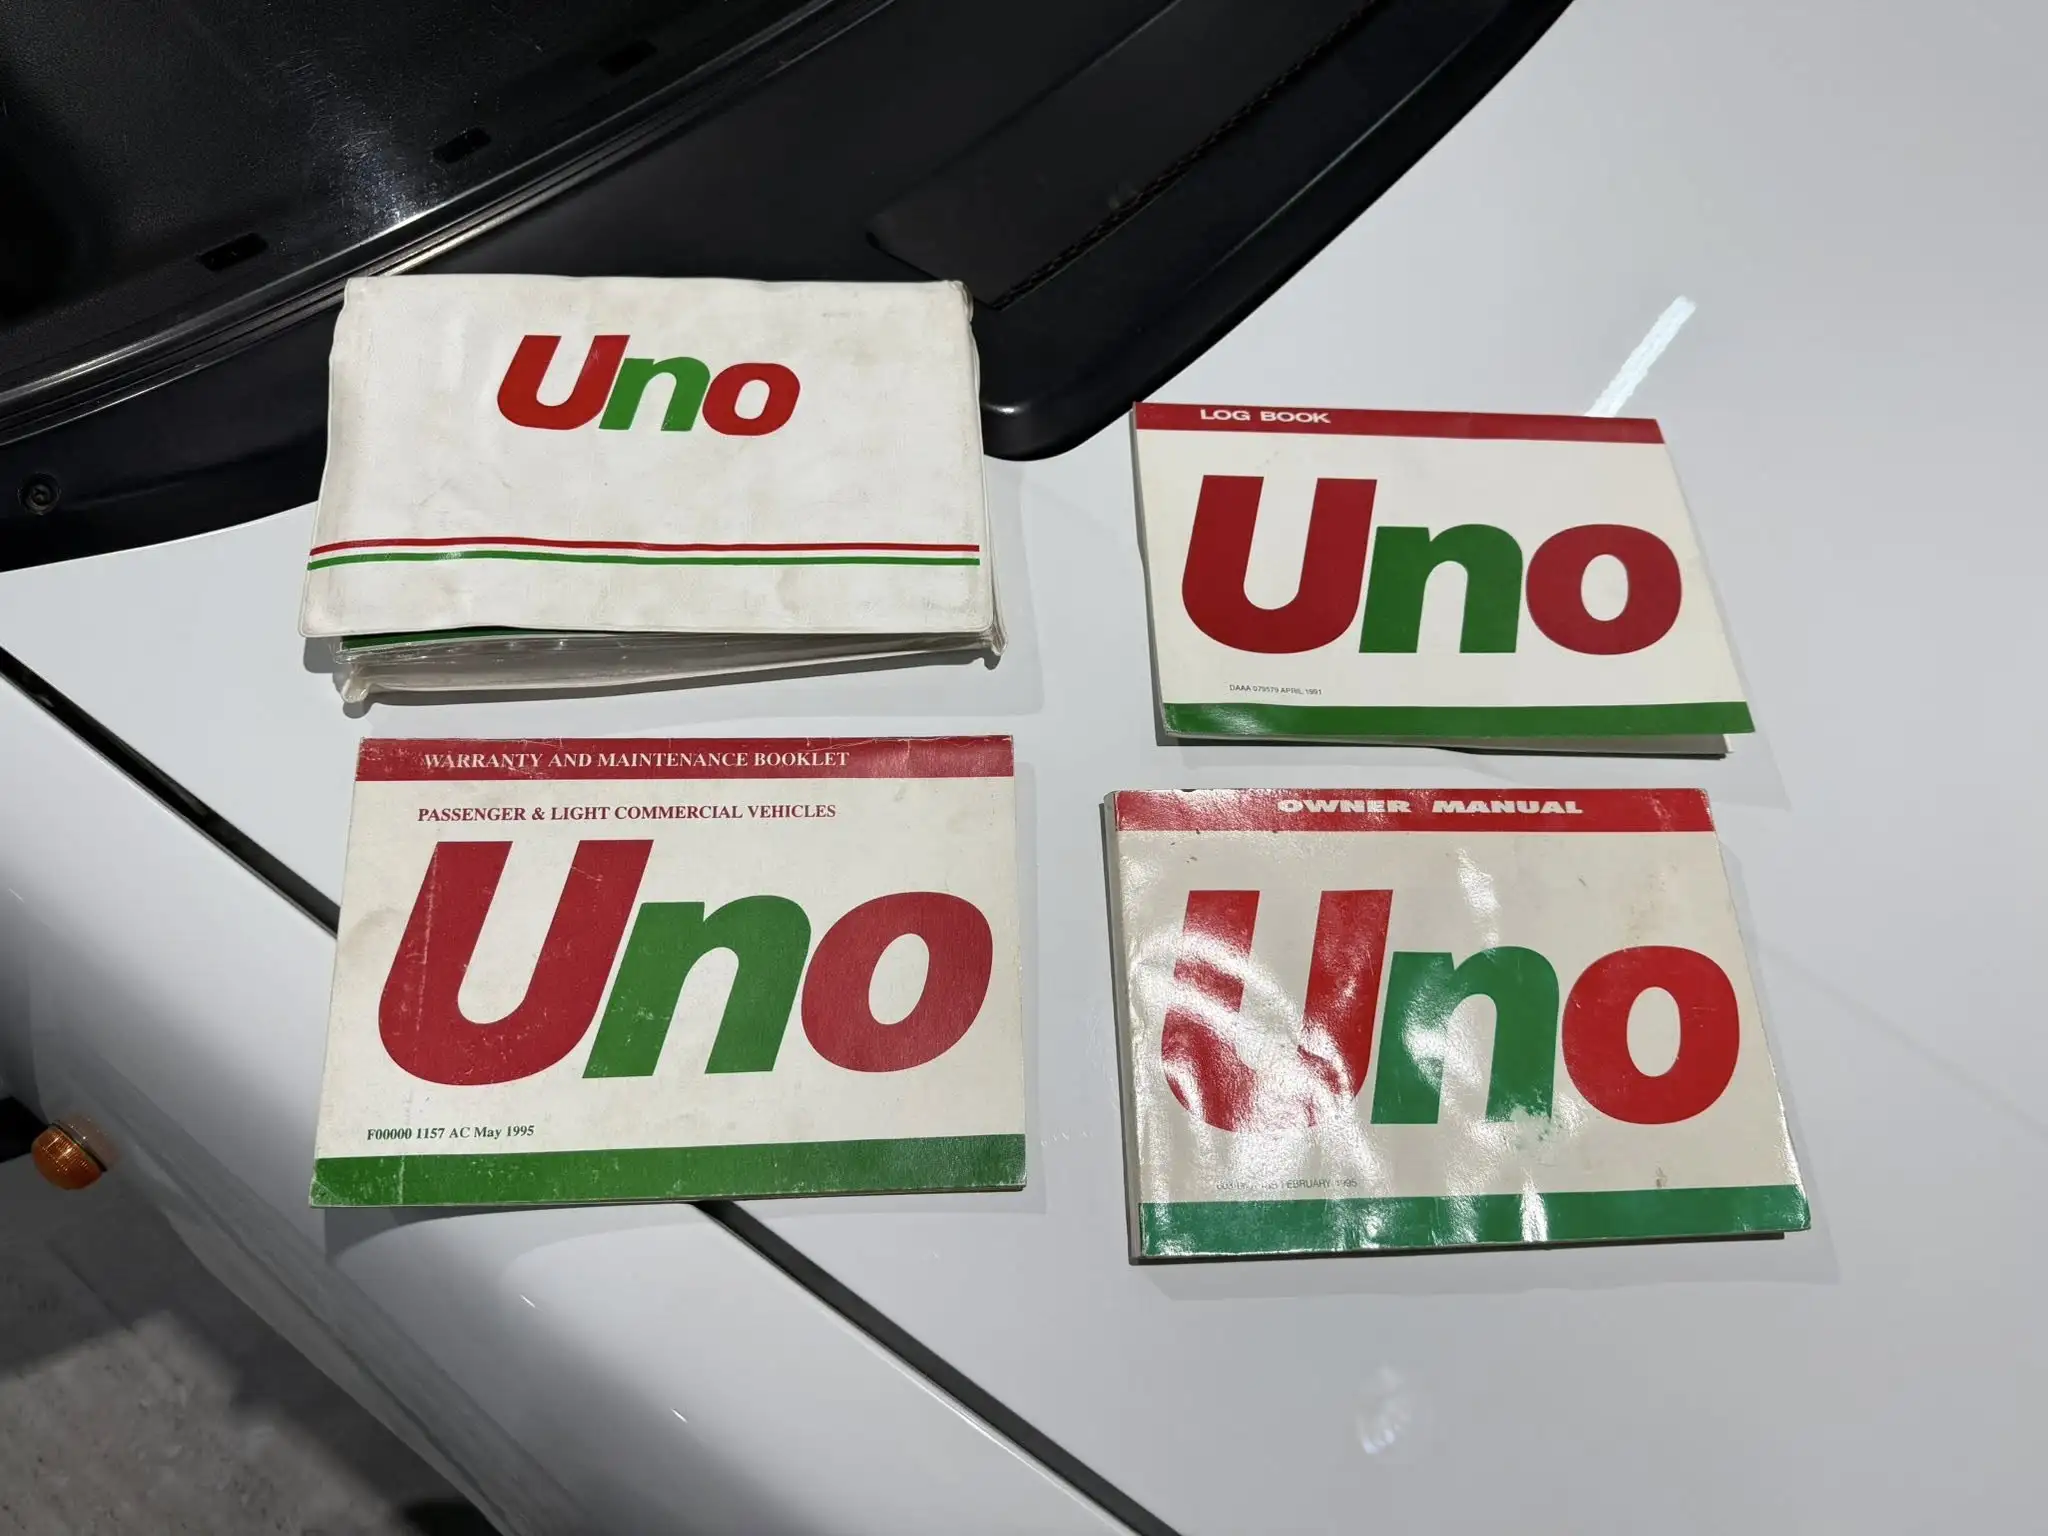 Uno
LOG BOOK
Uno
DAAA 079579 APRIL 1991
WARRANTY AND MAINTENANCE BOOKLET
PASSENGER & LIGHT COMMERCIAL VEHICLES
Uno
F00000 1157 AC May 1995
OWNER MANUAL
Uno
FEBRUARY 1995